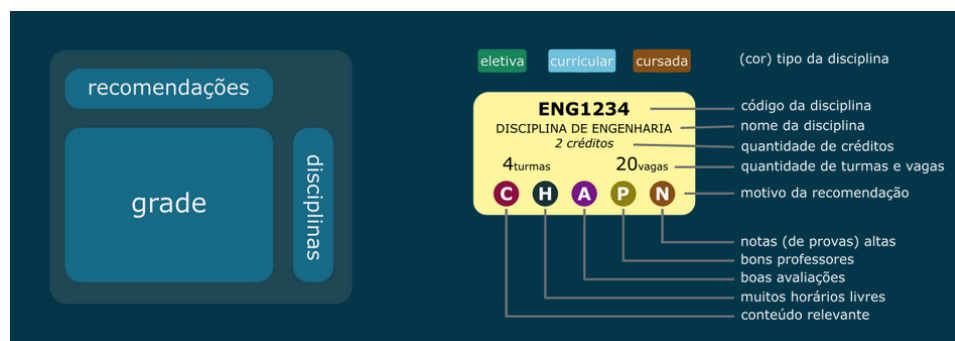 recomendações
grade
disciplinas
eletiva
curricular
cursada
(cor) tipo da disciplina
ENG1234
DISCIPLINA DE ENGENHARIA
2 créditos
4turmas
20vagas
C H A P N
código da disciplina
nome da disciplina
quantidade de créditos
quantidade de turmas e vagas
motivo da recomendação
notas (de provas) altas
bons professores
boas avaliações
muitos horários livres
conteúdo relevante